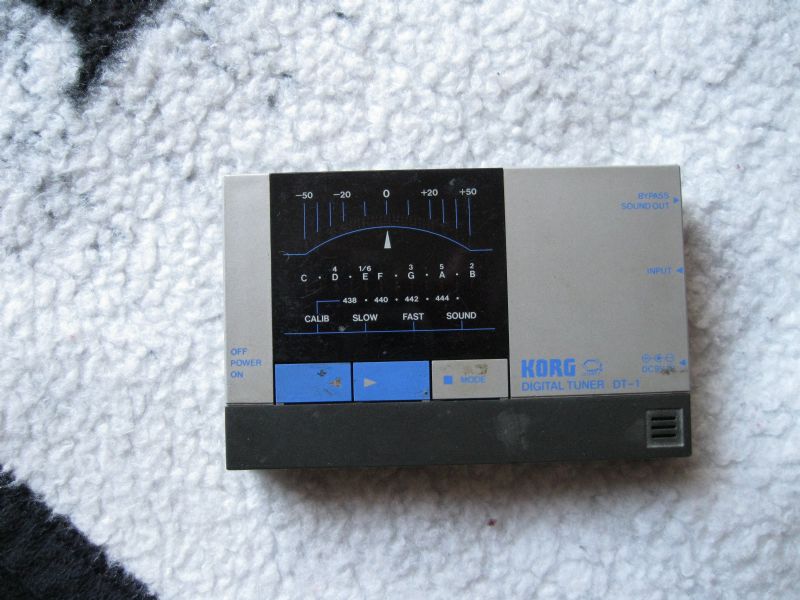 -50 -20 0 +20 +50
4 1/6 3 5 2
C · D · E F · G · A · B
438 · 440 · 442 · 444 ·
CALIB SLOW FAST SOUND
OFF
POWER
ON
MODE
BYPASS
SOUND OUT
INPUT
KORG
DIGITAL TUNER DT-1